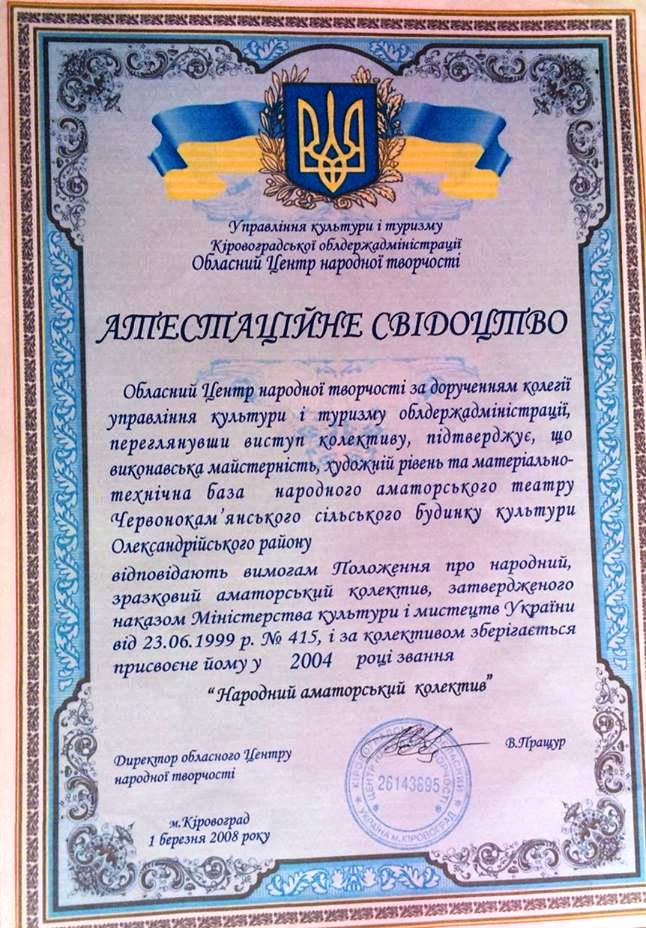 Управління культури і туризму
Кіровоградської облдержадміністрації
Обласний Центр народної творчості
АТЕСТАЦІЙНЕ СВІДОЦТВО
Обласний Центр народної творчості за дорученням колегії
управління культури і туризму облдержадміністрації,
переглянувши виступ колективу, підтверджує, що
виконавська майстерність, художній рівень та матеріально-
технічна база народного аматорського театру
Червонокам'янського сільського будинку культури
Олександрійського району
відповідають вимогам Положення про народний,
зразковий аматорський колектив, затвердженого
наказом Міністерства культури і мистецтв України
від 23.06.1999 р. № 415, і за колективом зберігається
присвоєне йому у 2004 році звання
"Народний аматорський колектив"
Директор обласного Центру
народної творчості
В.Пращур
26143695
УКРАЇНА М.КІРОВОГРАД
м.Кіровоград
1 березня 2008 року